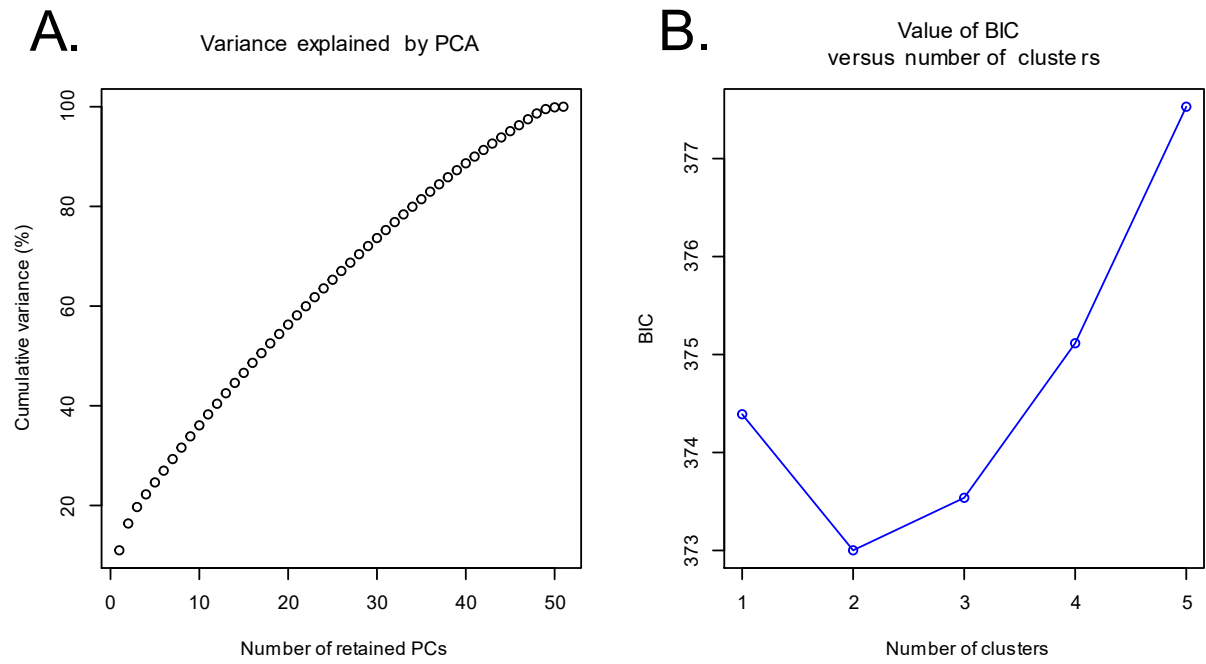 A.
Variance explained by PCA
Cumulative variance (%)
100
80
60
40
20
0 10 20 30 40 50
Number of retained PCs
B.
Value of BIC
versus number of clusters
BIC
377
376
375
374
373
1 2 3 4 5
Number of clusters